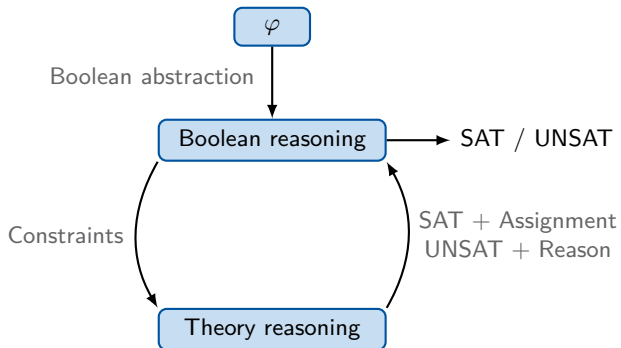 φ
Boolean abstraction
Boolean reasoning
SAT / UNSAT
Constraints
SAT + Assignment
UNSAT + Reason
Theory reasoning